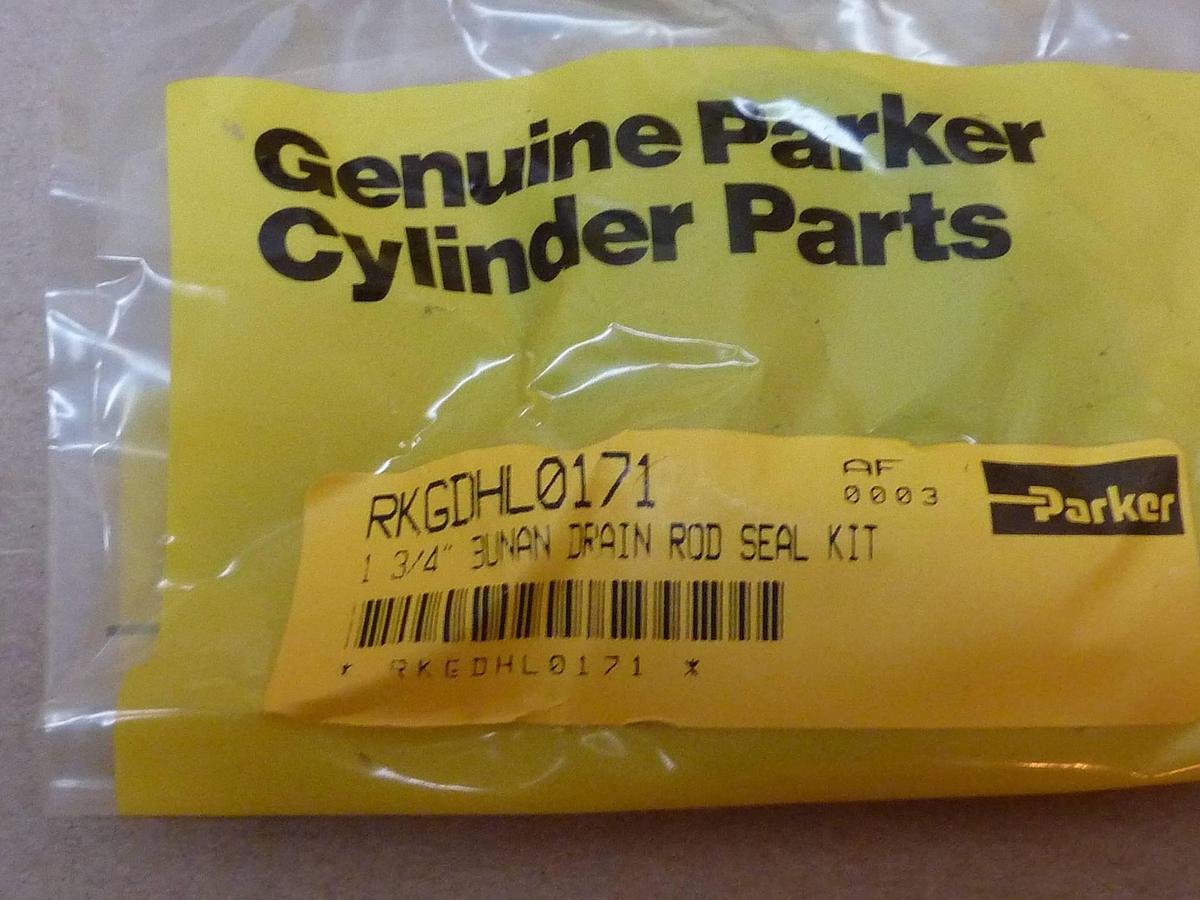 Genuine Parker
Cylinder Parts
RKGDHL0171
AF
0003
Parker
1 3/4" BUNAN DRAIN ROD SEAL KIT
* RKGDHL0171 *